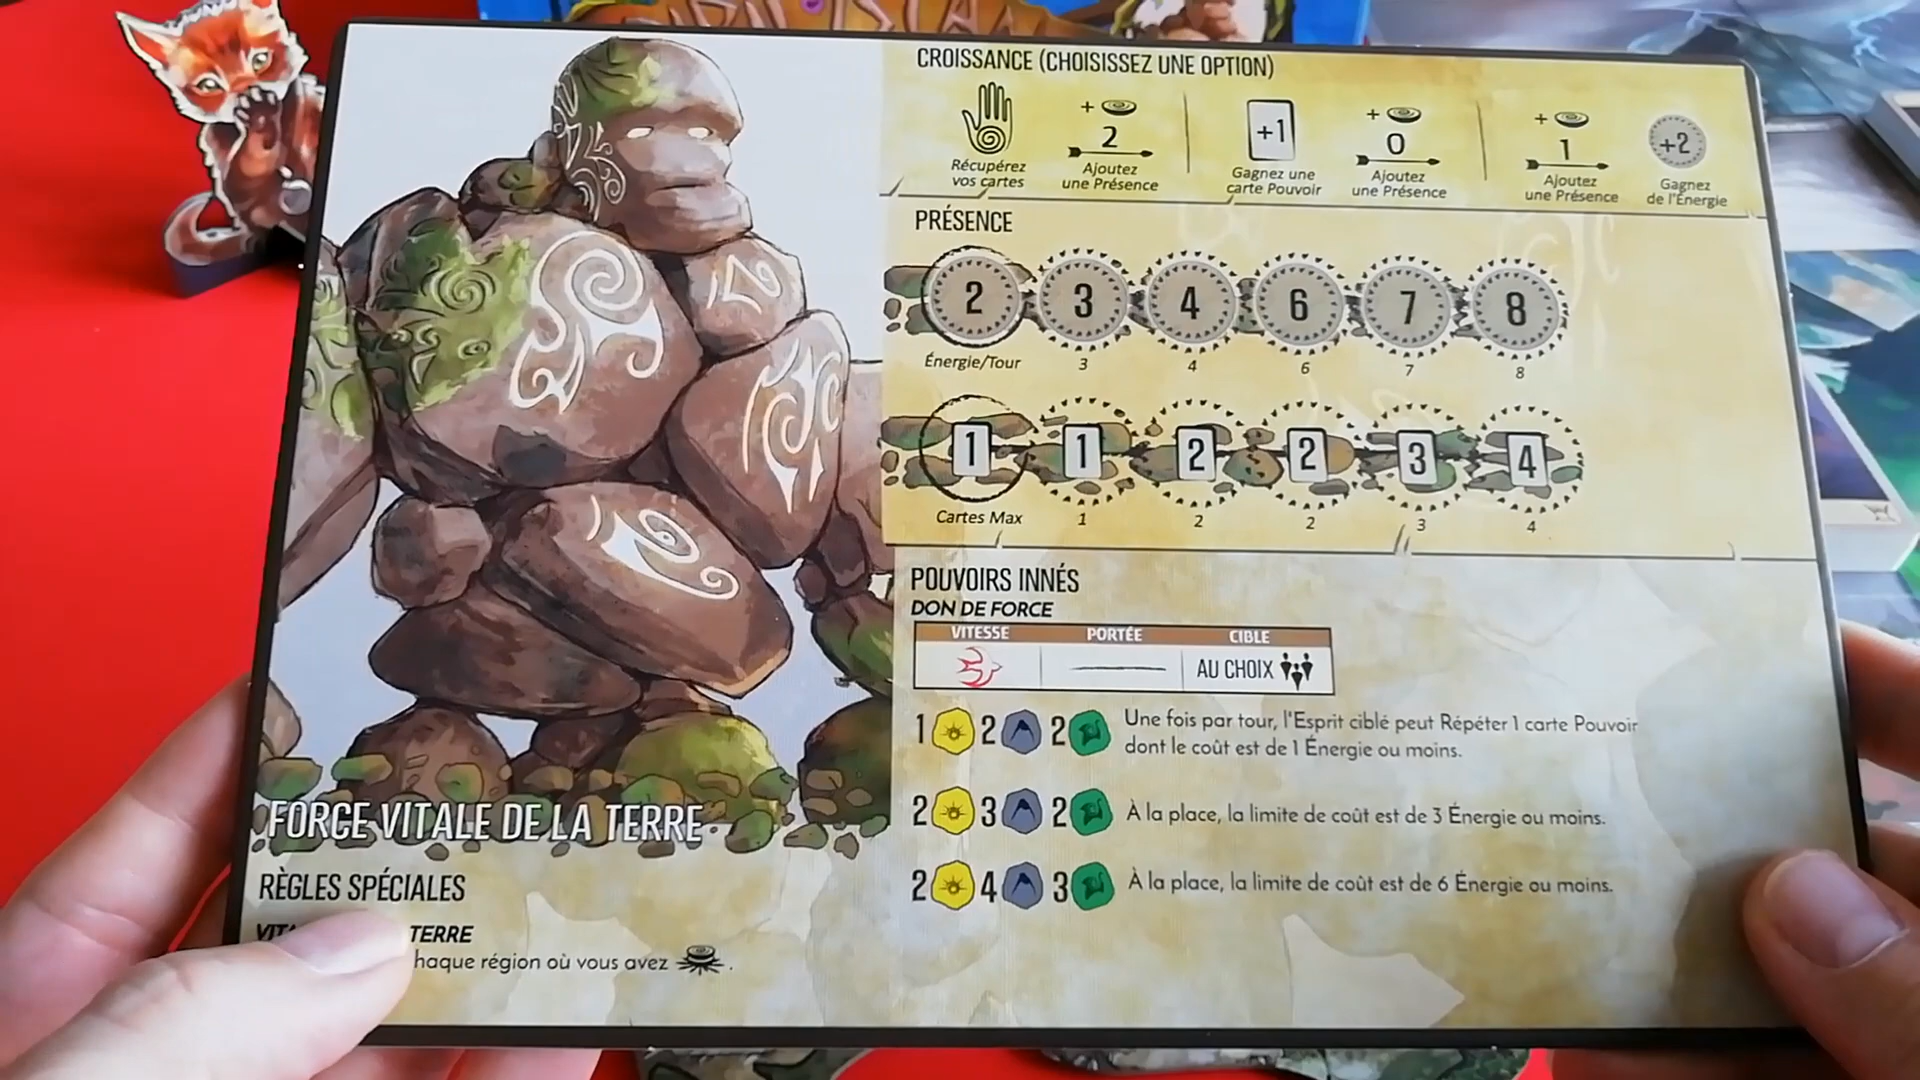 CROISSANCE (CHOISISSEZ UNE OPTION)
+
2
+1
+
0
+
1
+2
Récupérez
vos cartes
Ajoutez
une Présence
Gagnez une
carte Pouvoir
Ajoutez
une Présence
Ajoutez
une Présence
Gagnez
de l'Énergie
PRÉSENCE
2 3 4 6 7 8
Énergie/Tour 3 4 6 7 8
1 1 2 2 3 4
Cartes Max 1 2 2 3 4
POUVOIRS INNÉS
DON DE FORCE
VITESSE PORTÉE CIBLE
AU CHOIX
1 2 2 Une fois par tour, l'Esprit ciblé peut Répéter 1 carte Pouvoir
dont le coût est de 1 Énergie ou moins.
2 3 2 À la place, la limite de coût est de 3 Énergie ou moins.
2 4 3 À la place, la limite de coût est de 6 Énergie ou moins.
FORCE VITALE DE LA TERRE
RÈGLES SPÉCIALES
TERRE
région où vous avez .